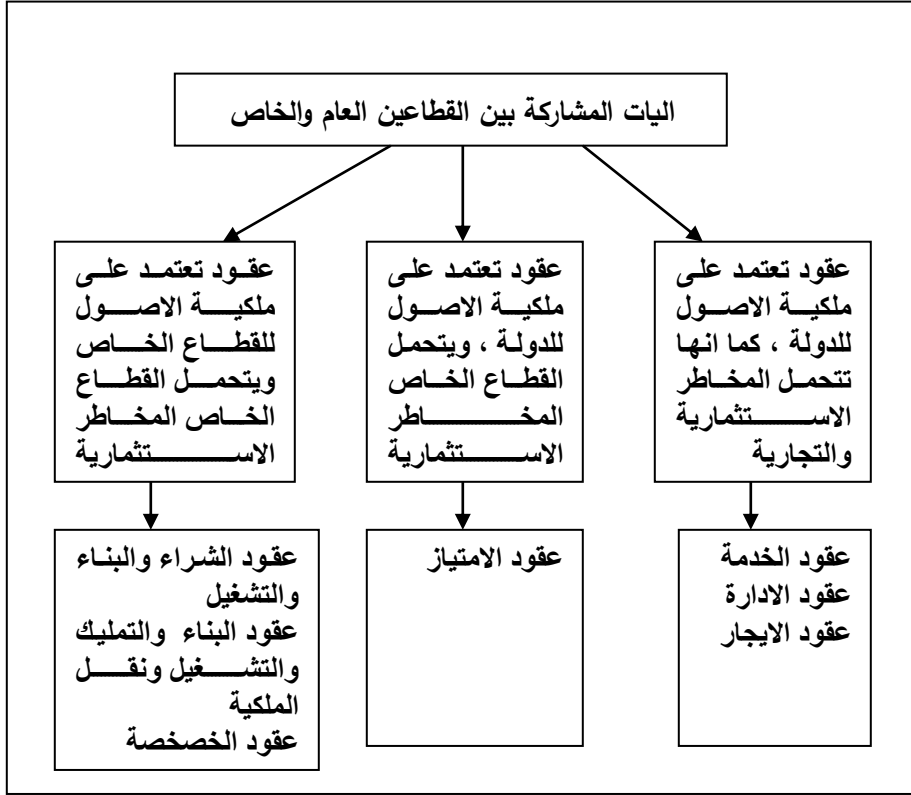 اليات المشاركة بين القطاعين العام والخاص
عقود تعتمد على
ملكية الاصول
للدولة ، كما انها
تتحمل المخاطر
الاستثمارية
والتجارية
عقود تعتمد على
ملكية الاصول
للدولة ، ويتحمل
القطاع الخاص
المخاطر
الاستثمارية
عقود تعتمد على
ملكية الاصول
للقطاع الخاص
ويتحمل القطاع
الخاص المخاطر
الاستثمارية
عقود الخدمة
عقود الادارة
عقود الايجار
عقود الامتياز
عقود الشراء والبناء
والتشغيل
عقود البناء والتمليك
والتشغيل ونقل
الملكية
عقود الخصخصة